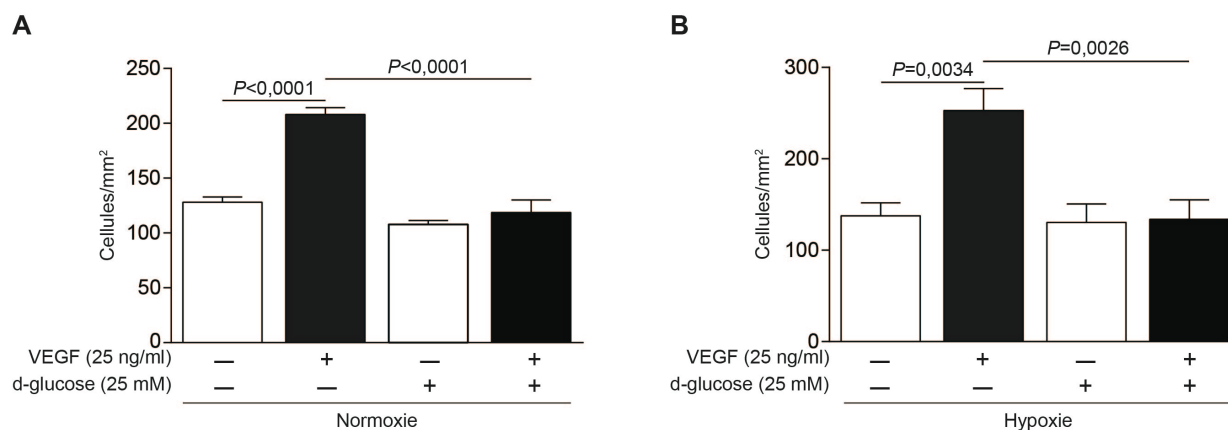 A
Cellules/mm²
250
200
150
100
50
0
P<0,0001
P<0,0001
VEGF (25 ng/ml) — + — +
d-glucose (25 mM) — — + +
Normoxie
B
Cellules/mm²
300
200
100
0
P=0,0034
P=0,0026
VEGF (25 ng/ml) — + — +
d-glucose (25 mM) — — + +
Hypoxie